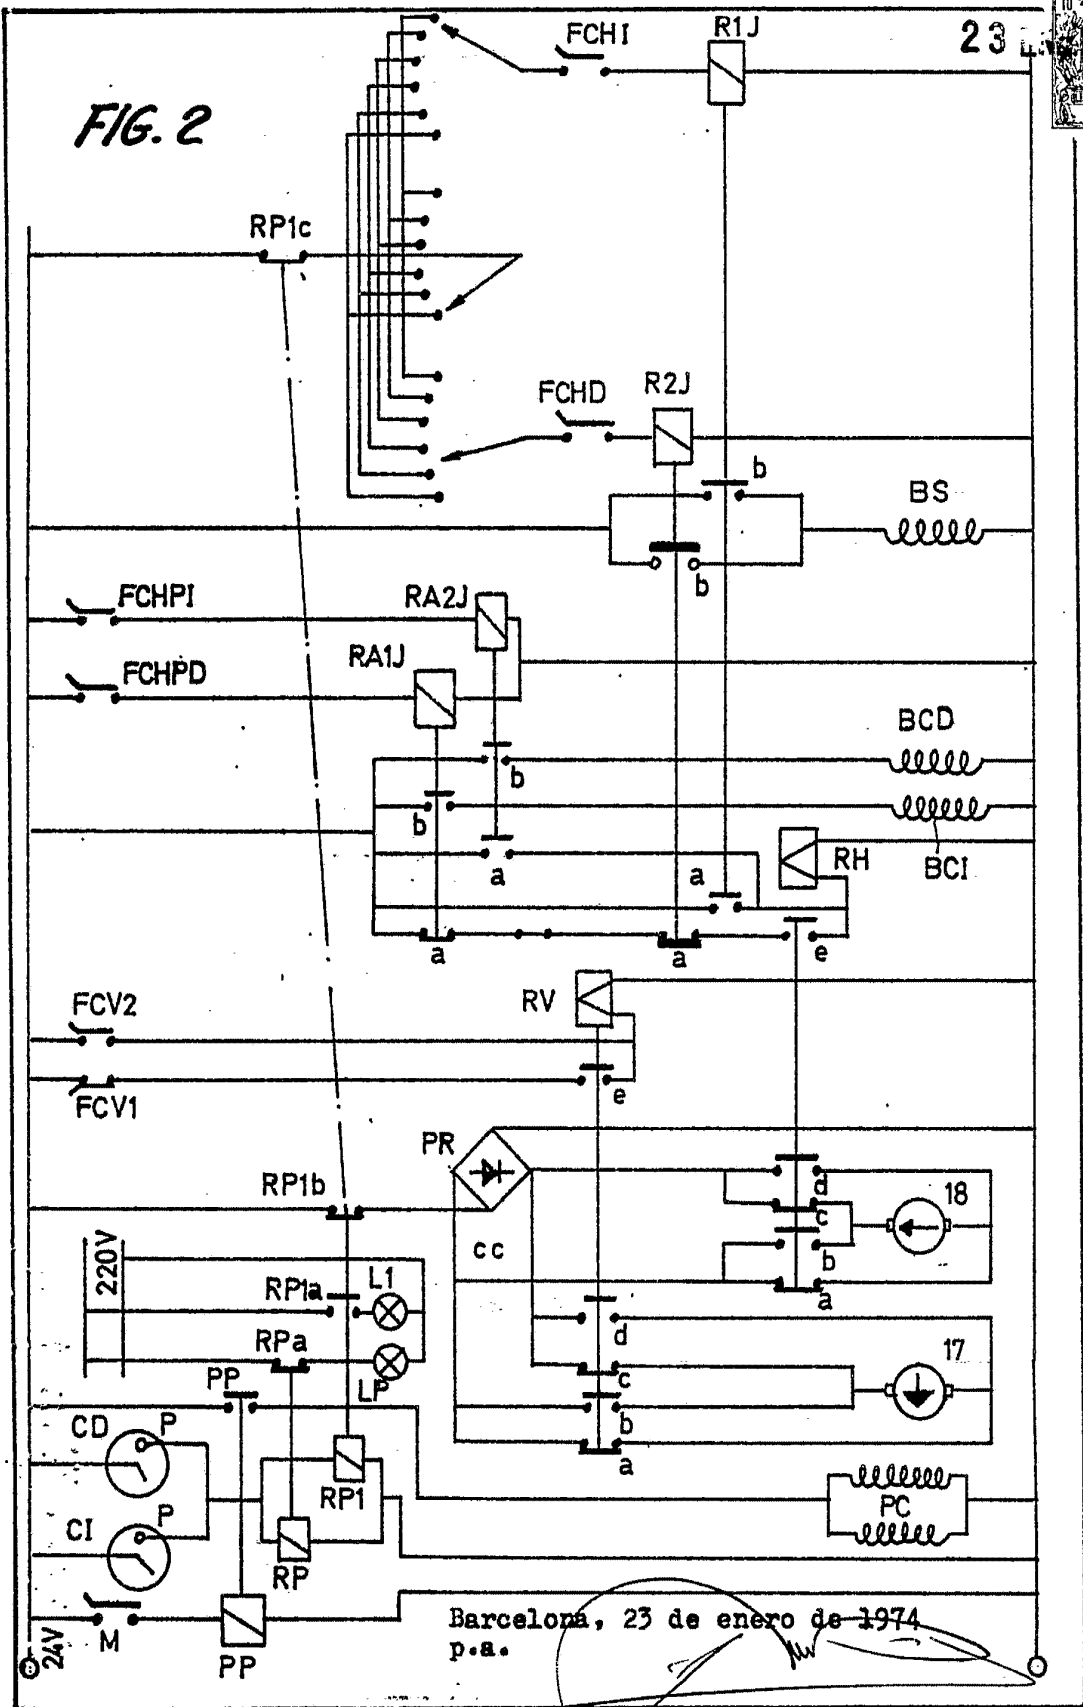 23
FIG. 2
FCHI
R1J
RP1c
FCHD
R2J
b
BS
b
FCHPI
RA2J
FCHPD
RA1J
BCD
b
b
BCI
RH
a
a
a
a
e
RV
FCV2
FCV1
e
PR
RP1b
d
c
b
a
18
cc
220V
RP1a
L1
RPa
LP
d
c
b
a
17
PP
CD
P
RP1
CI
P
RP
PC
M
PP
24V
Barcelona, 23 de enero de 1974
p.a.